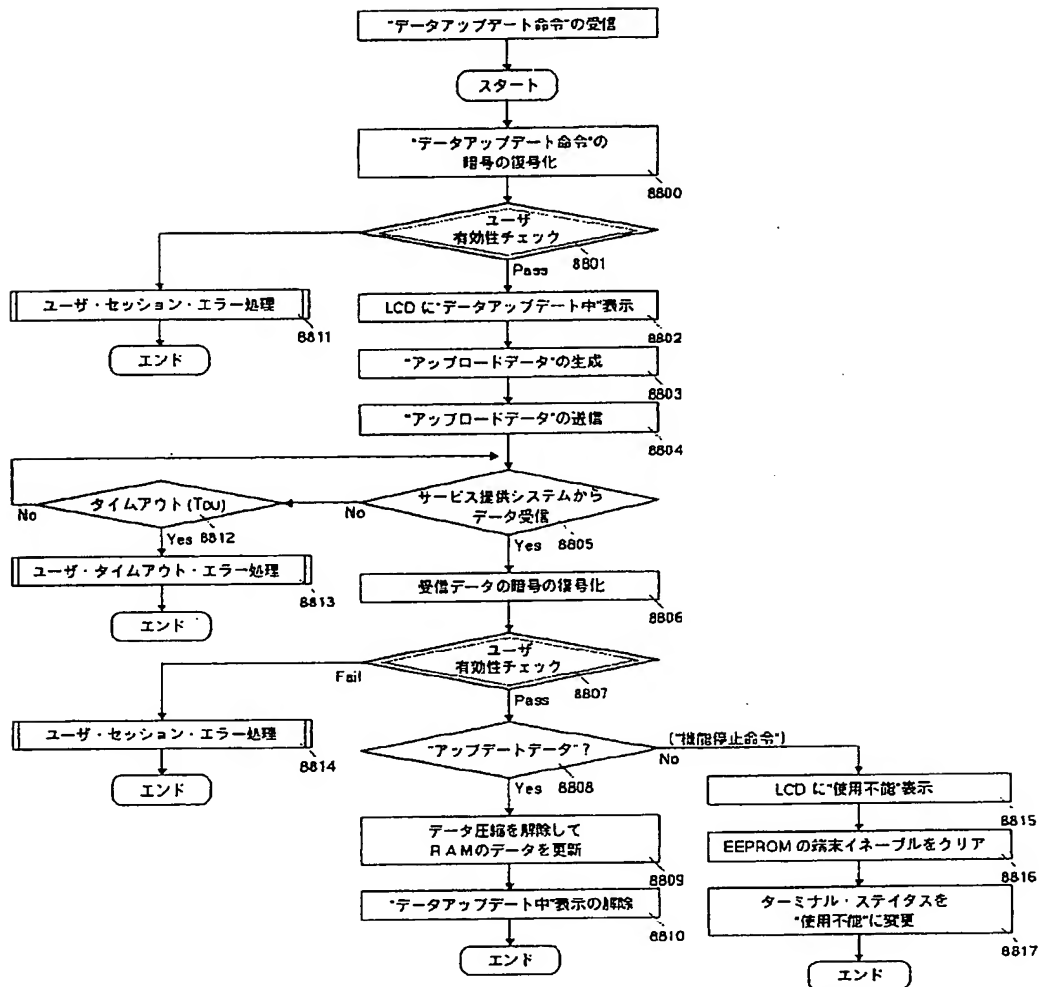 "データアップデート命令"の受信
スタート
"データアップデート命令"の
暗号の復号化
8800
ユーザ
有効性チェック
8801
Pass
ユーザ・セッション・エラー処理
8811
エンド
LCDに"データアップデート中"表示
8802
"アップロードデータ"の生成
8803
"アップロードデータ"の送信
8804
サービス提供システムから
データ受信
8805
No
Yes
タイムアウト(TDU)
8812
No
Yes
ユーザ・タイムアウト・エラー処理
8813
エンド
受信データの暗号の復号化
8806
ユーザ
有効性チェック
8807
Fail
Pass
ユーザ・セッション・エラー処理
8814
エンド
"アップデートデータ"?
8808
("機能停止命令")
No
Yes
LCDに"使用不能"表示
8815
データ圧縮を解除して
RAMのデータを更新
8809
EEPROMの端末イネーブルをクリア
8816
"データアップデート中"表示の解除
8810
ターミナル・ステイタスを
"使用不能"に変更
8817
エンド
エンド